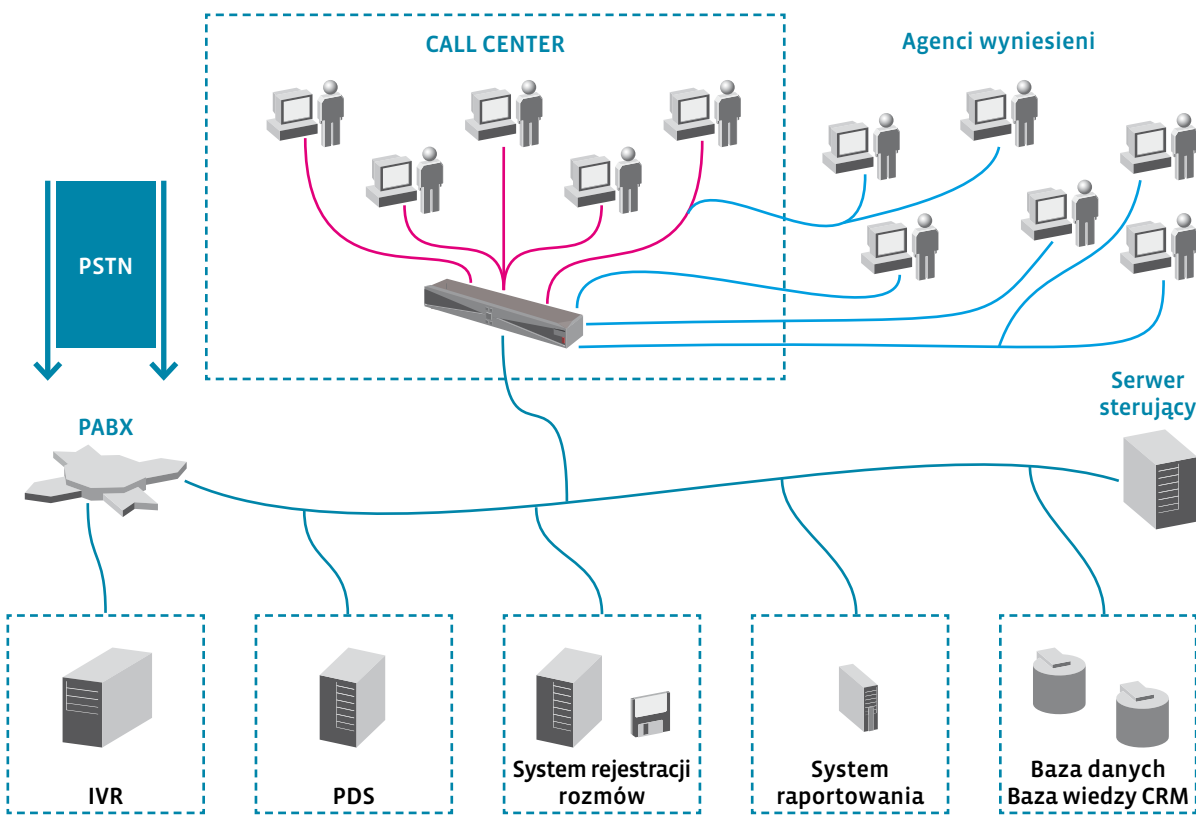 CALL CENTER
Agenci wyniesieni
PSTN
Serwer
sterujący
PABX
IVR
PDS
System rejestracji
rozmów
System
raportowania
Baza danych
Baza wiedzy CRM